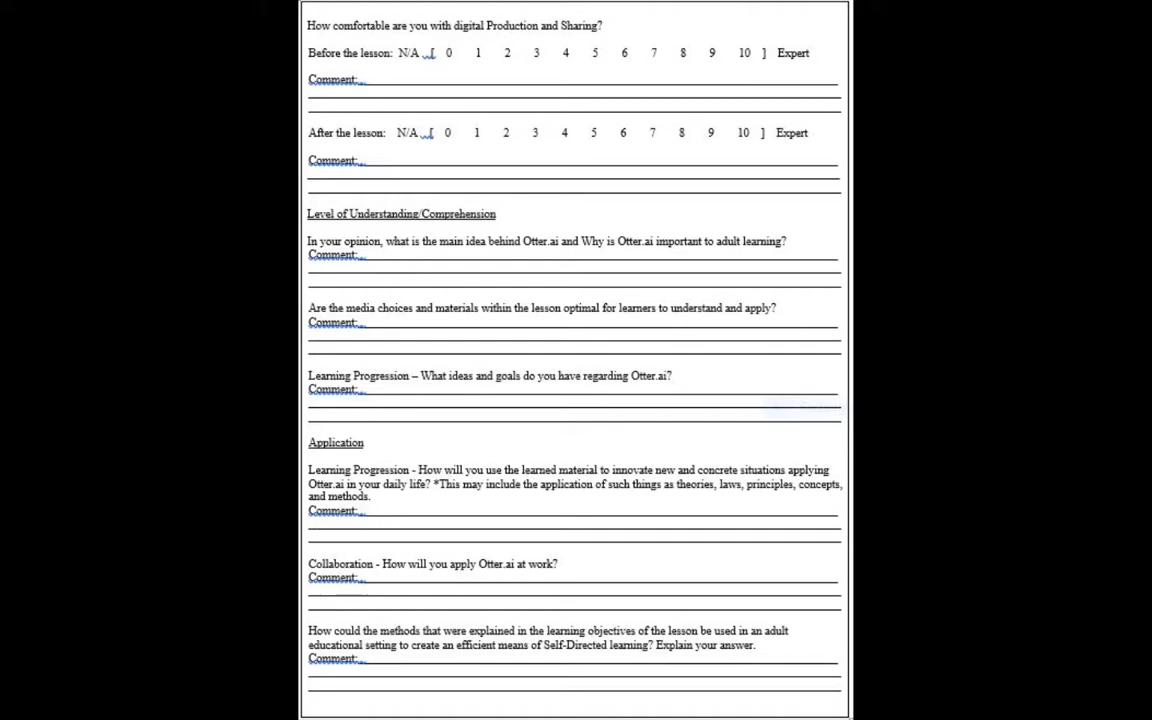 How comfortable are you with digital Production and Sharing?
Before the lesson: N/A [ 0 1 2 3 4 5 6 7 8 9 10 ] Expert
Comment:
After the lesson: N/A [ 0 1 2 3 4 5 6 7 8 9 10 ] Expert
Comment:
Level of Understanding/Comprehension
In your opinion, what is the main idea behind Otter.ai and Why is Otter.ai important to adult learning?
Comment:
Are the media choices and materials within the lesson optimal for learners to understand and apply?
Comment:
Learning Progression – What ideas and goals do you have regarding Otter.ai?
Comment:
Application
Learning Progression - How will you use the learned material to innovate new and concrete situations applying
Otter.ai in your daily life? *This may include the application of such things as theories, laws, principles, concepts,
and methods.
Comment:
Collaboration - How will you apply Otter.ai at work?
Comment:
How could the methods that were explained in the learning objectives of the lesson be used in an adult
educational setting to create an efficient means of Self-Directed learning? Explain your answer.
Comment: